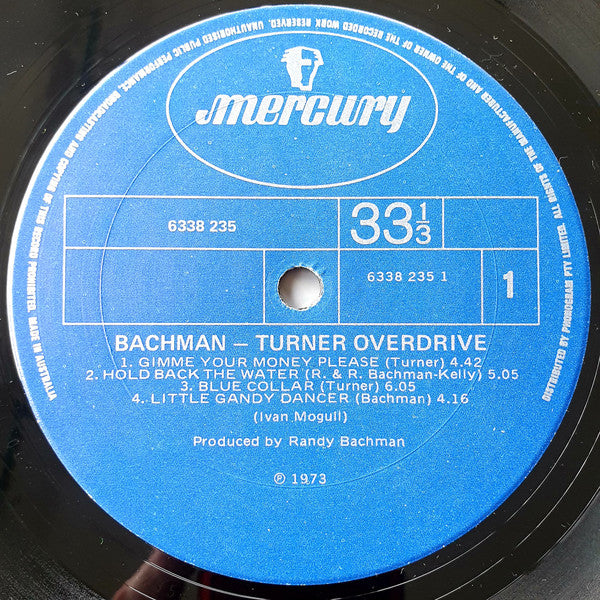 mercury
6338 235
33⅓
6338 235 1
1
BACHMAN – TURNER OVERDRIVE
1. GIMME YOUR MONEY PLEASE (Turner) 4.42
2. HOLD BACK THE WATER (R. & R. Bachman-Kelly) 5.05
3. BLUE COLLAR (Turner) 6.05
4. LITTLE GANDY DANCER (Bachman) 4.16
(Ivan Mogull)
Produced by Randy Bachman
℗ 1973
DISTRIBUTED BY PHONOGRAM PTY LIMITED. ALL RIGHTS OF THE MANUFACTURER AND OF THE OWNER OF THE RECORDED WORK RESERVED. UNAUTHORISED PUBLIC PERFORMANCE, BROADCASTING AND COPYING OF THIS RECORD PROHIBITED. MADE IN AUSTRALIA